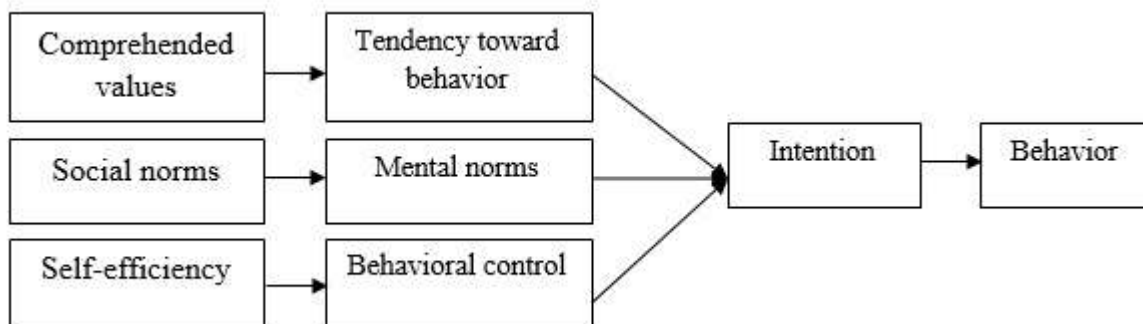 Comprehended
values
Tendency toward
behavior
Social norms
Mental norms
Self-efficiency
Behavioral control
Intention
Behavior